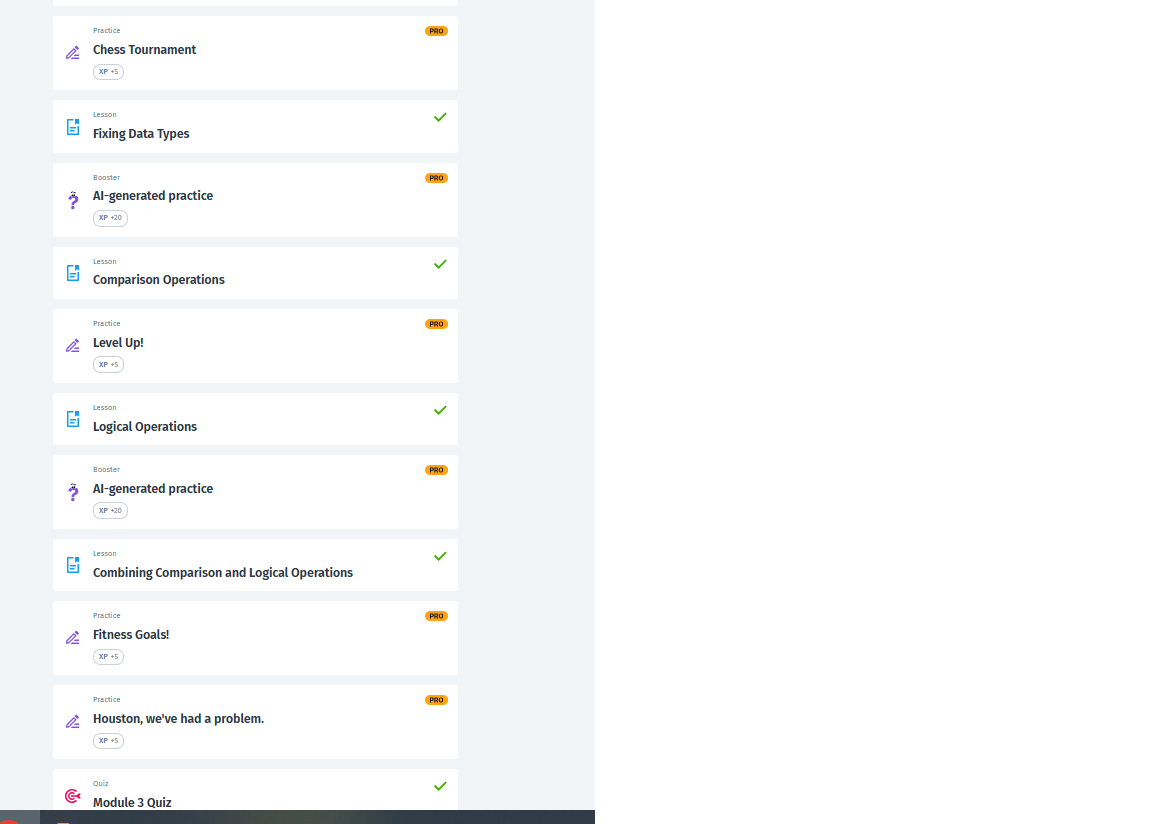 Practice
PRO
Chess Tournament
XP +5
Lesson
Fixing Data Types
Booster
PRO
AI-generated practice
XP +20
Lesson
Comparison Operations
Practice
PRO
Level Up!
XP +5
Lesson
Logical Operations
Booster
PRO
AI-generated practice
XP +20
Lesson
Combining Comparison and Logical Operations
Practice
PRO
Fitness Goals!
XP +5
Practice
PRO
Houston, we've had a problem.
XP +5
Quiz
Module 3 Quiz